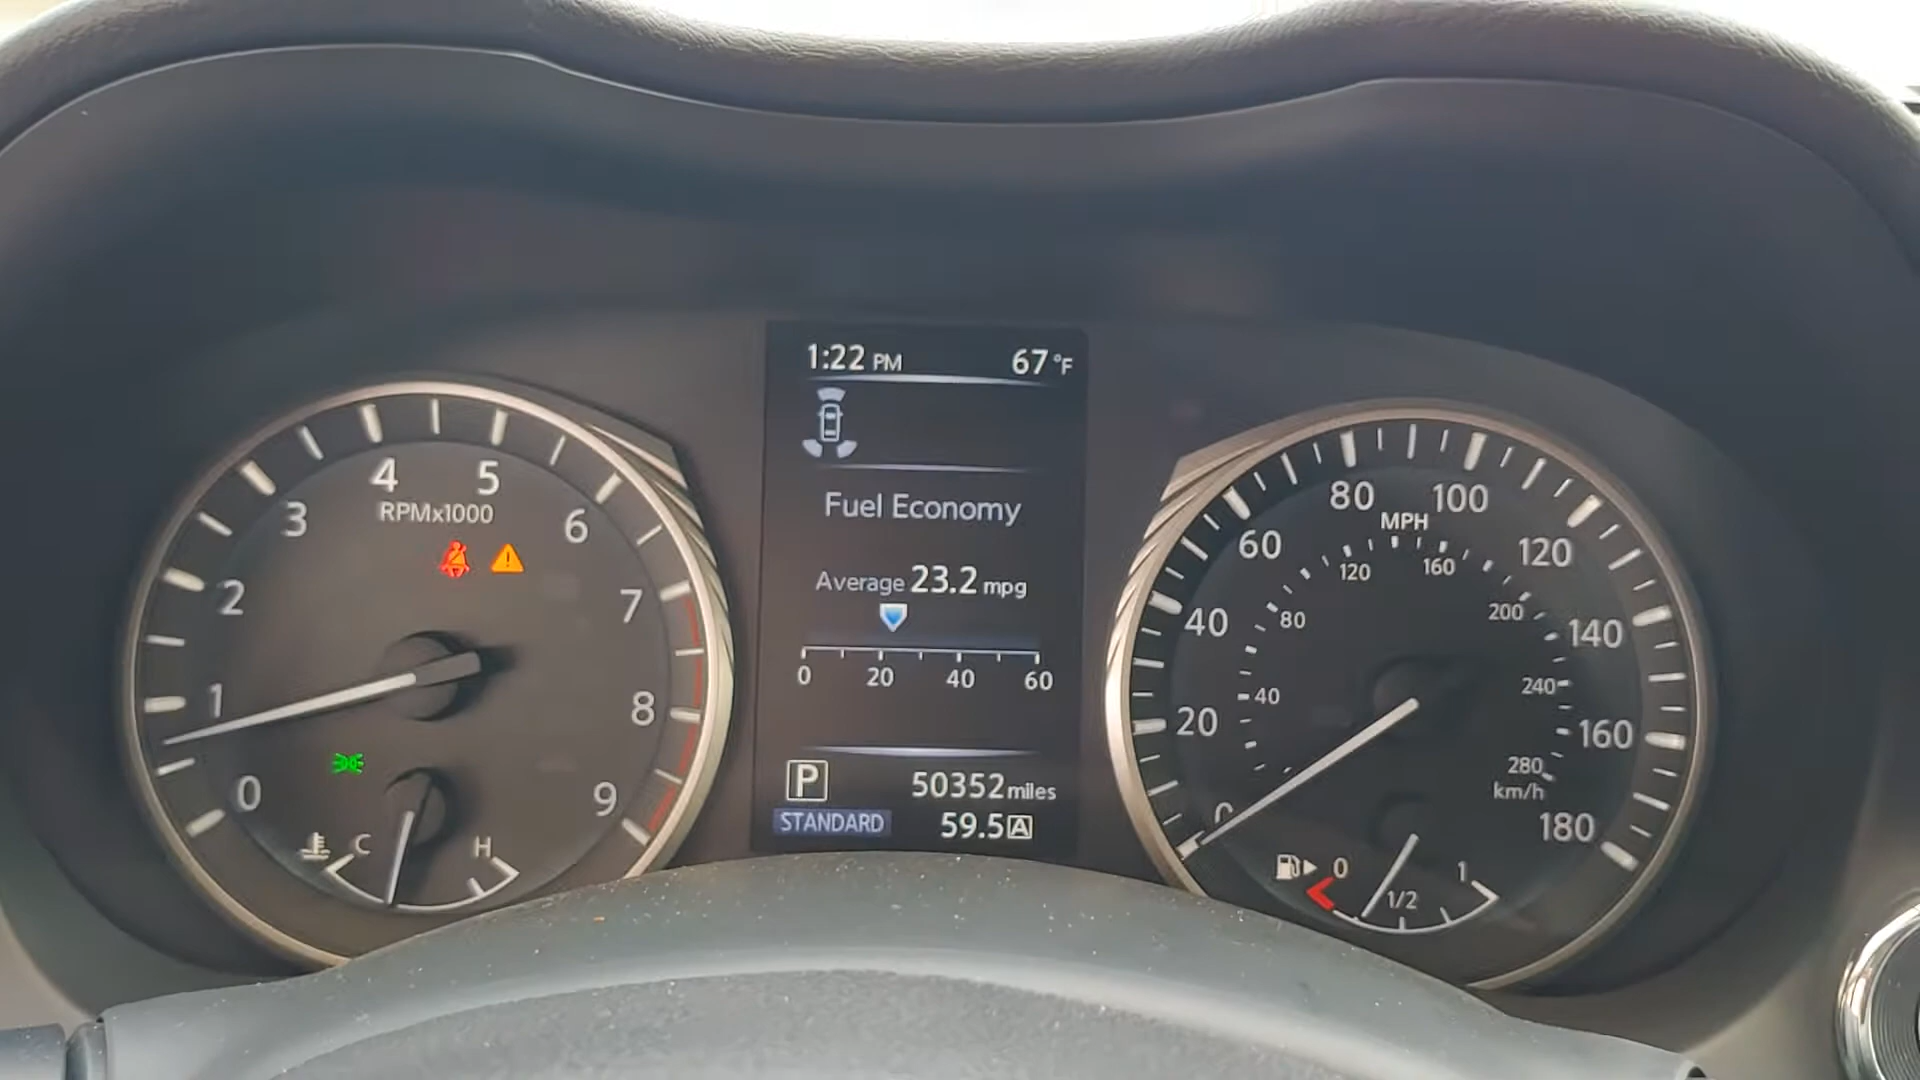 1:22 PM 67°F
Fuel Economy
Average 23.2 mpg
0 20 40 60
P 50352 miles
STANDARD 59.5 A
0 1 2 3 4 5 6 7 8 9
RPMx1000
C H
0 20 40 60 80 100 120 140 160 180
MPH
40 80 120 160 200 240 280
km/h
0 1/2 1